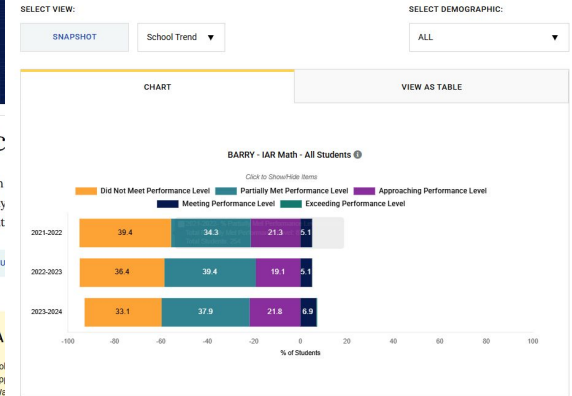 SELECT VIEW:
SELECT DEMOGRAPHIC:
SNAPSHOT
School Trend ▼
ALL ▼
CHART
VIEW AS TABLE
BARRY - IAR Math - All Students
Click to Show/Hide Items
Did Not Meet Performance Level Partially Met Performance Level Approaching Performance Level
Meeting Performance Level Exceeding Performance Level
2021-2022 39.4 34.3 21.3 5.1
2022-2023 36.4 39.4 19.1 5.1
2023-2024 33.1 37.9 21.8 6.9
-100 -80 -60 -40 -20 0 20 40 60 80 100
% of Students